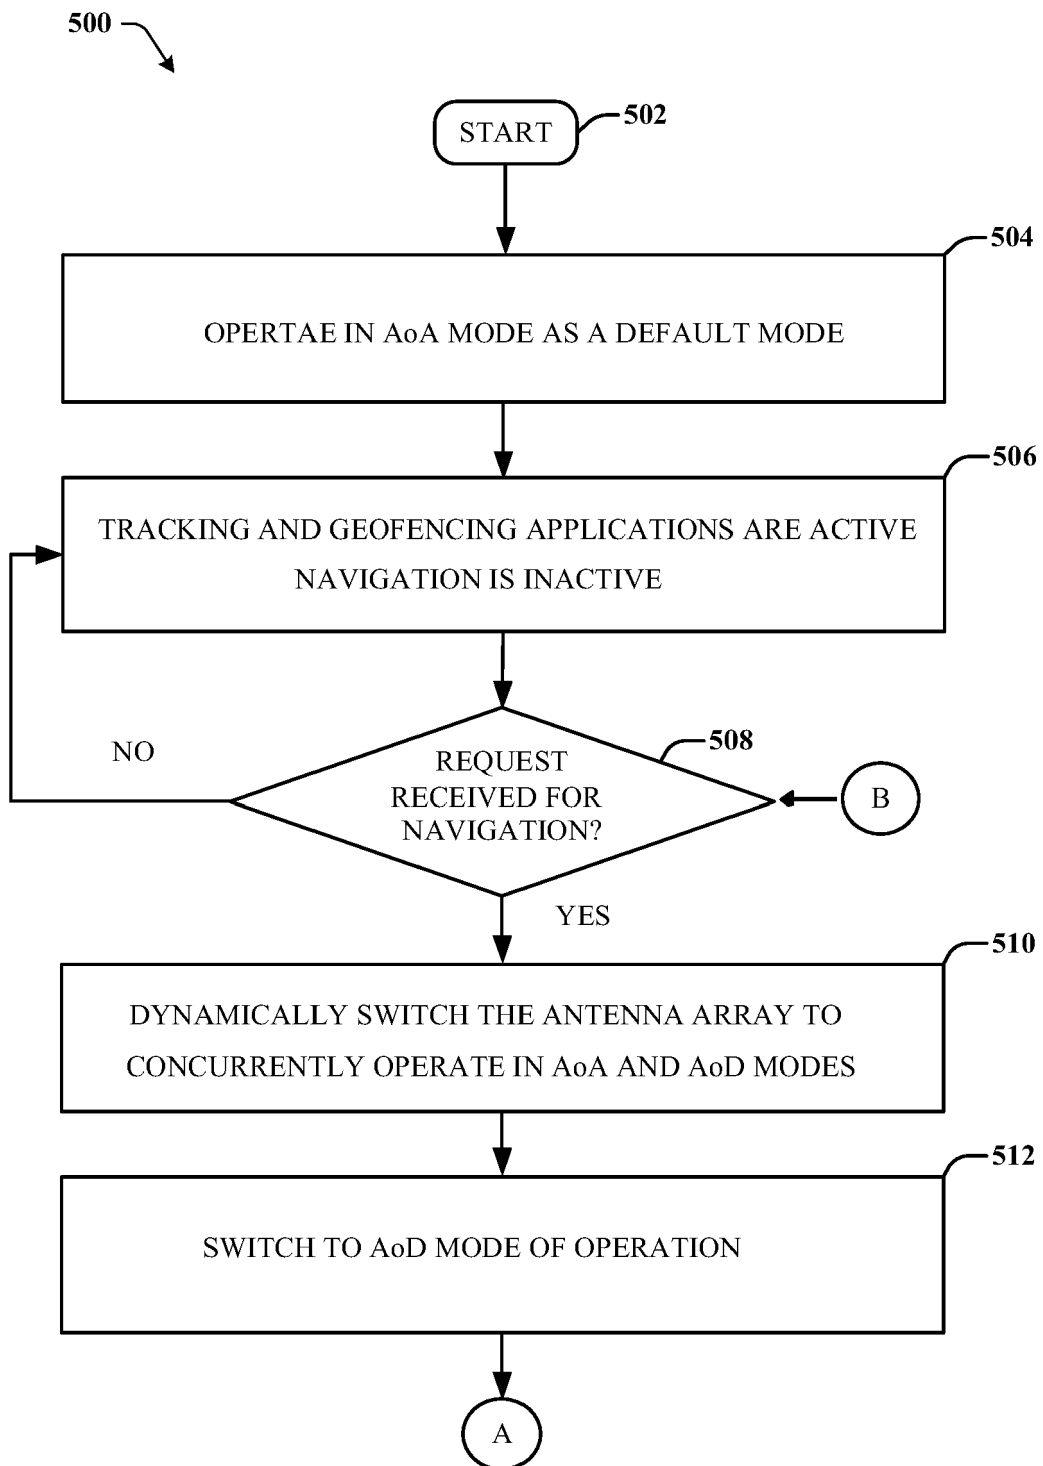 500
START
502
504
OPERTAE IN AoA MODE AS A DEFAULT MODE
506
TRACKING AND GEOFENCING APPLICATIONS ARE ACTIVE
NAVIGATION IS INACTIVE
NO
508
REQUEST
RECEIVED FOR
NAVIGATION?
B
YES
510
DYNAMICALLY SWITCH THE ANTENNA ARRAY TO
CONCURRENTLY OPERATE IN AoA AND AoD MODES
512
SWITCH TO AoD MODE OF OPERATION
A